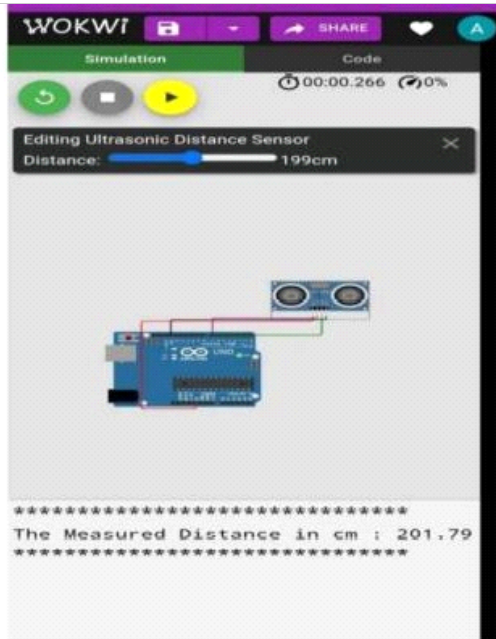 WOKWI SHARE A
Simulation Code
00:00.266 0%
Editing Ultrasonic Distance Sensor
Distance: 199cm
UNO
*******************************
The Measured Distance in cm : 201.79
*******************************